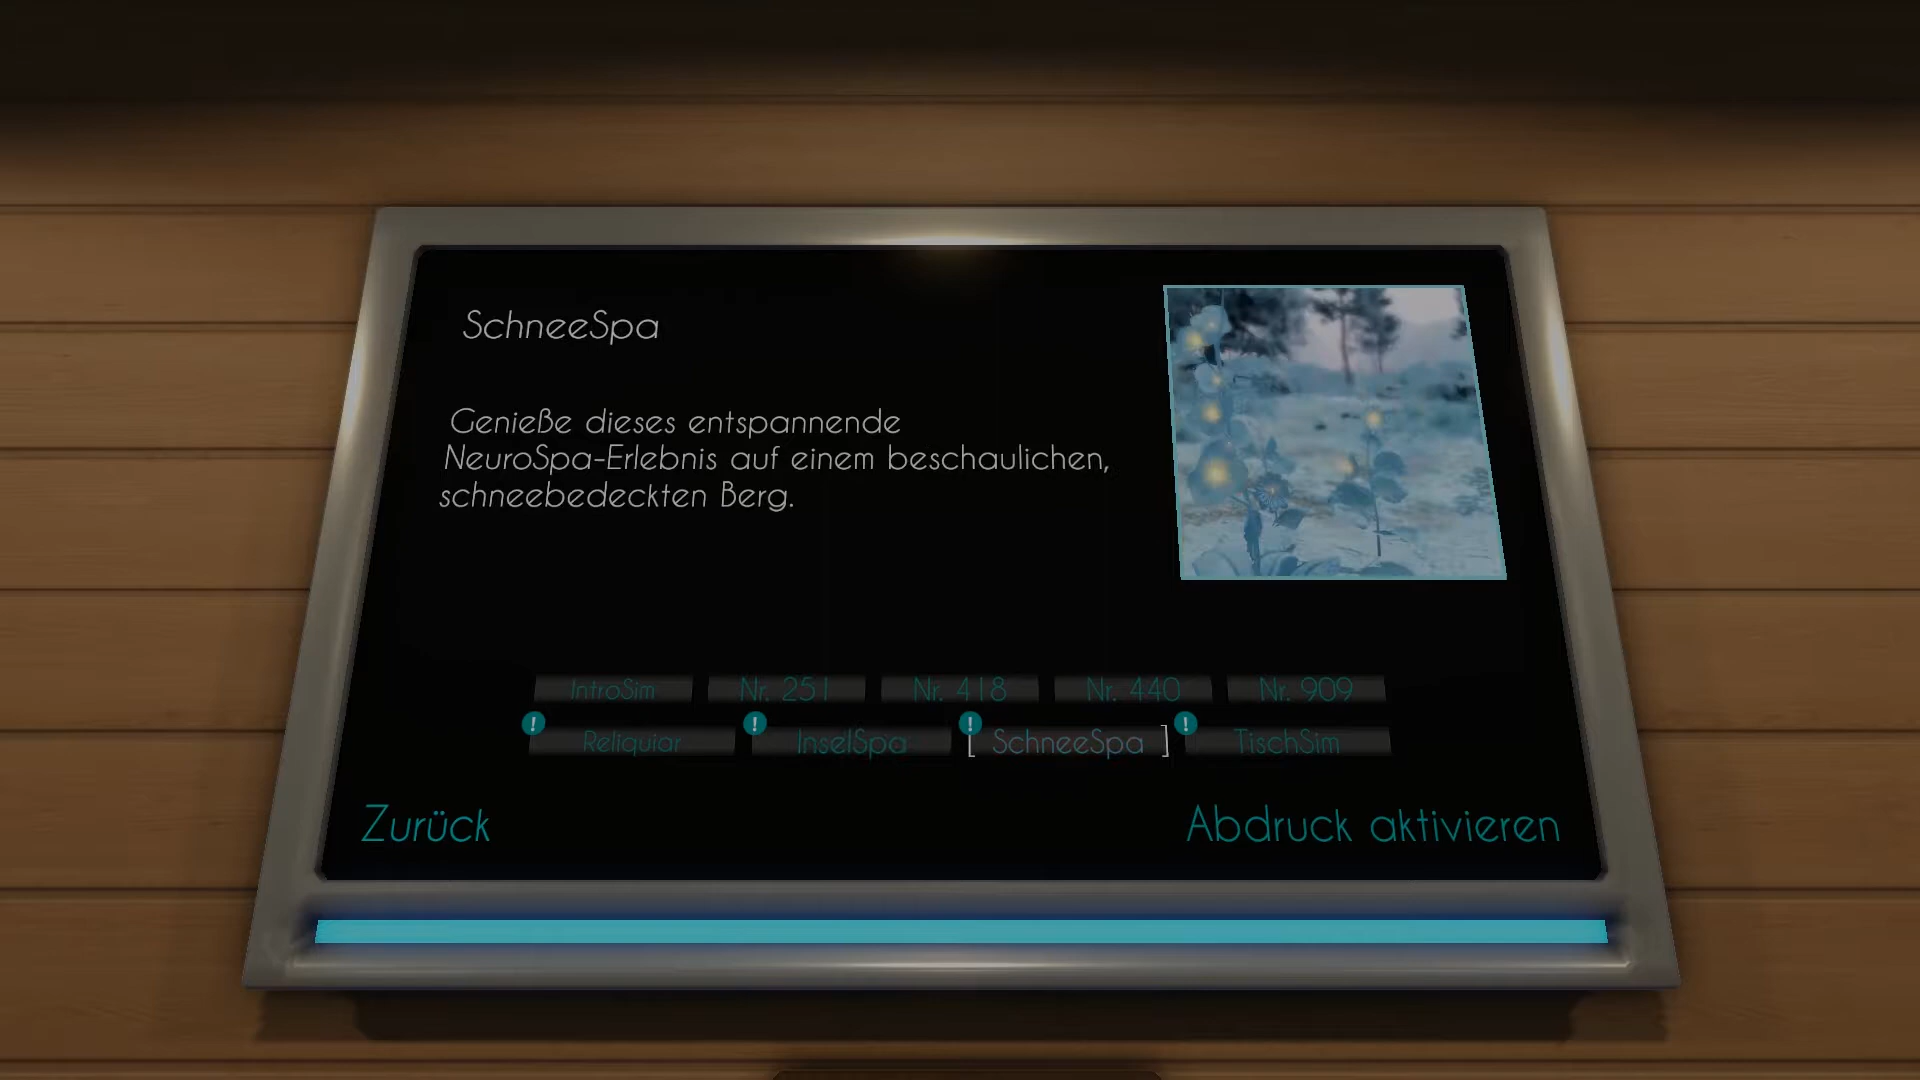 SchneeSpa
Genieße dieses entspannende
NeuroSpa-Erlebnis auf einem beschaulichen,
schneebedeckten Berg.
IntroSim Nr. 251 Nr. 418 Nr. 440 Nr. 909
! ! ! !
Reliquiar InselSpa [ SchneeSpa ] TischSim
Zurück Abdruck aktivieren